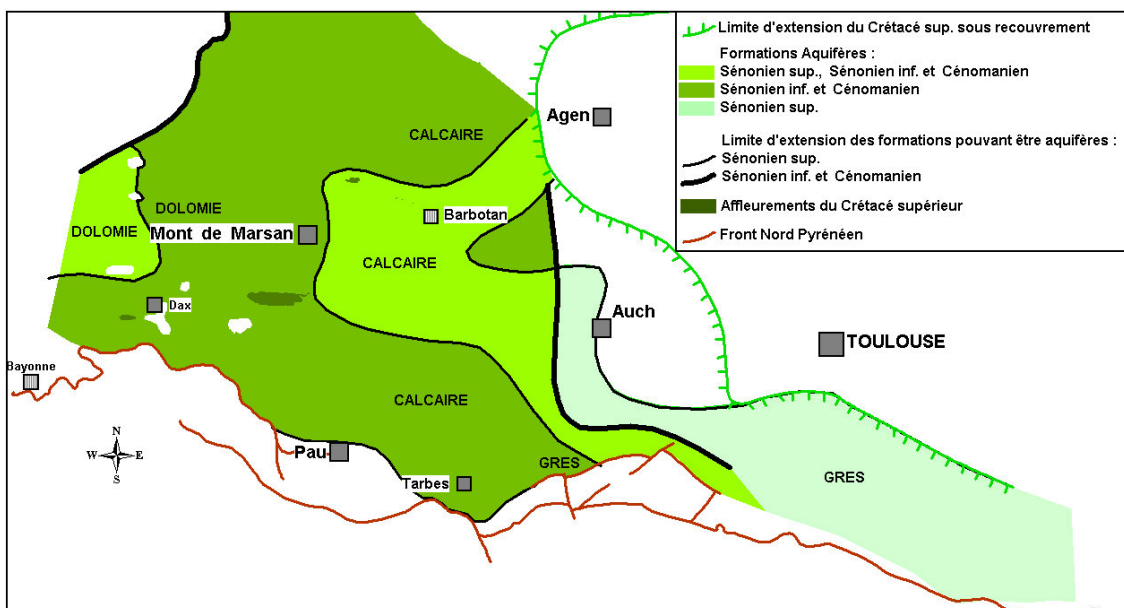 Limite d'extension du Crétacé sup. sous recouvrement
Formations Aquifères :
Sénonien sup., Sénonien inf. et Cénomanien
Sénonien inf. et Cénomanien
Sénonien sup.
Limite d'extension des formations pouvant être aquifères :
Sénonien sup.
Sénonien inf. et Cénomanien
Affleurements du Crétacé supérieur
Front Nord Pyrénéen
Agen
CALCAIRE
DOLOMIE
Barbotan
DOLOMIE
Mont de Marsan
CALCAIRE
Dax
Auch
TOULOUSE
Bayonne
CALCAIRE
N
W E
S
Pau
GRES
Tarbes
GRES